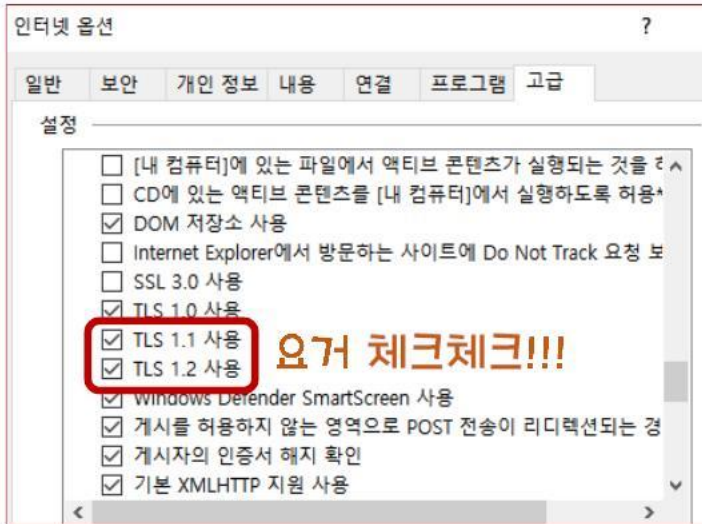 인터넷 옵션 ?
일반 보안 개인 정보 내용 연결 프로그램 고급
설정
[내 컴퓨터]에 있는 파일에서 액티브 콘텐츠가 실행되는 것을
CD에 있는 액티브 콘텐츠를 [내 컴퓨터]에서 실행하도록 허용*
DOM 저장소 사용
Internet Explorer에서 방문하는 사이트에 Do Not Track 요청 보
SSL 3.0 사용
TLS 1.0 사용
TLS 1.1 사용
요거 체크체크!!!
TLS 1.2 사용
Windows Defender SmartScreen 사용
게시를 허용하지 않는 영역으로 POST 전송이 리디렉션되는 경
게시자의 인증서 해지 확인
기본 XMLHTTP 지원 사용